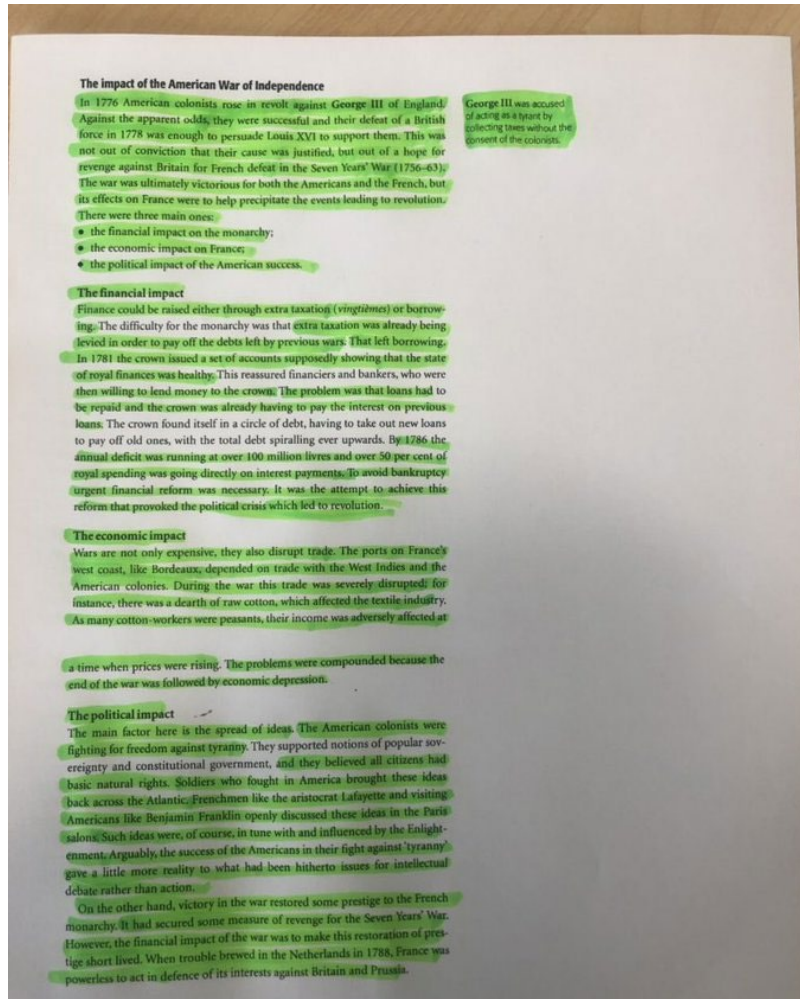 The impact of the American War of Independence
In 1776 American colonists rose in revolt against George III of England.
Against the apparent odds, they were successful and their defeat of a British
force in 1778 was enough to persuade Louis XVI to support them. This was
not out of conviction that their cause was justified, but out of a hope for
revenge against Britain for French defeat in the Seven Years' War (1756–63).
The war was ultimately victorious for both the Americans and the French, but
its effects on France were to help precipitate the events leading to revolution.
There were three main ones:
• the financial impact on the monarchy;
• the economic impact on France;
• the political impact of the American success.
George III was accused
of acting as a tyrant by
collecting taxes without the
consent of the colonists.
The financial impact
Finance could be raised either through extra taxation (vingtièmes) or borrow-
ing. The difficulty for the monarchy was that extra taxation was already being
levied in order to pay off the debts left by previous wars. That left borrowing.
In 1781 the crown issued a set of accounts supposedly showing that the state
of royal finances was healthy. This reassured financiers and bankers, who were
then willing to lend money to the crown. The problem was that loans had to
be repaid and the crown was already having to pay the interest on previous
loans. The crown found itself in a circle of debt, having to take out new loans
to pay off old ones, with the total debt spiralling ever upwards. By 1786 the
annual deficit was running at over 100 million livres and over 50 per cent of
royal spending was going directly on interest payments. To avoid bankruptcy
urgent financial reform was necessary. It was the attempt to achieve this
reform that provoked the political crisis which led to revolution.
The economic impact
Wars are not only expensive, they also disrupt trade. The ports on France's
west coast, like Bordeaux, depended on trade with the West Indies and the
American colonies. During the war this trade was severely disrupted; for
instance, there was a dearth of raw cotton, which affected the textile industry.
As many cotton-workers were peasants, their income was adversely affected at
a time when prices were rising. The problems were compounded because the
end of the war was followed by economic depression.
The political impact
The main factor here is the spread of ideas. The American colonists were
fighting for freedom against tyranny. They supported notions of popular sov-
ereignty and constitutional government, and they believed all citizens had
basic natural rights. Soldiers who fought in America brought these ideas
back across the Atlantic. Frenchmen like the aristocrat Lafayette and visiting
Americans like Benjamin Franklin openly discussed these ideas in the Paris
salons. Such ideas were, of course, in tune with and influenced by the Enlight-
enment. Arguably, the success of the Americans in their fight against 'tyranny'
gave a little more reality to what had been hitherto issues for intellectual
debate rather than action.
On the other hand, victory in the war restored some prestige to the French
monarchy. It had secured some measure of revenge for the Seven Years' War.
However, the financial impact of the war was to make this restoration of pres-
tige short lived. When trouble brewed in the Netherlands in 1788, France was
powerless to act in defence of its interests against Britain and Prussia.